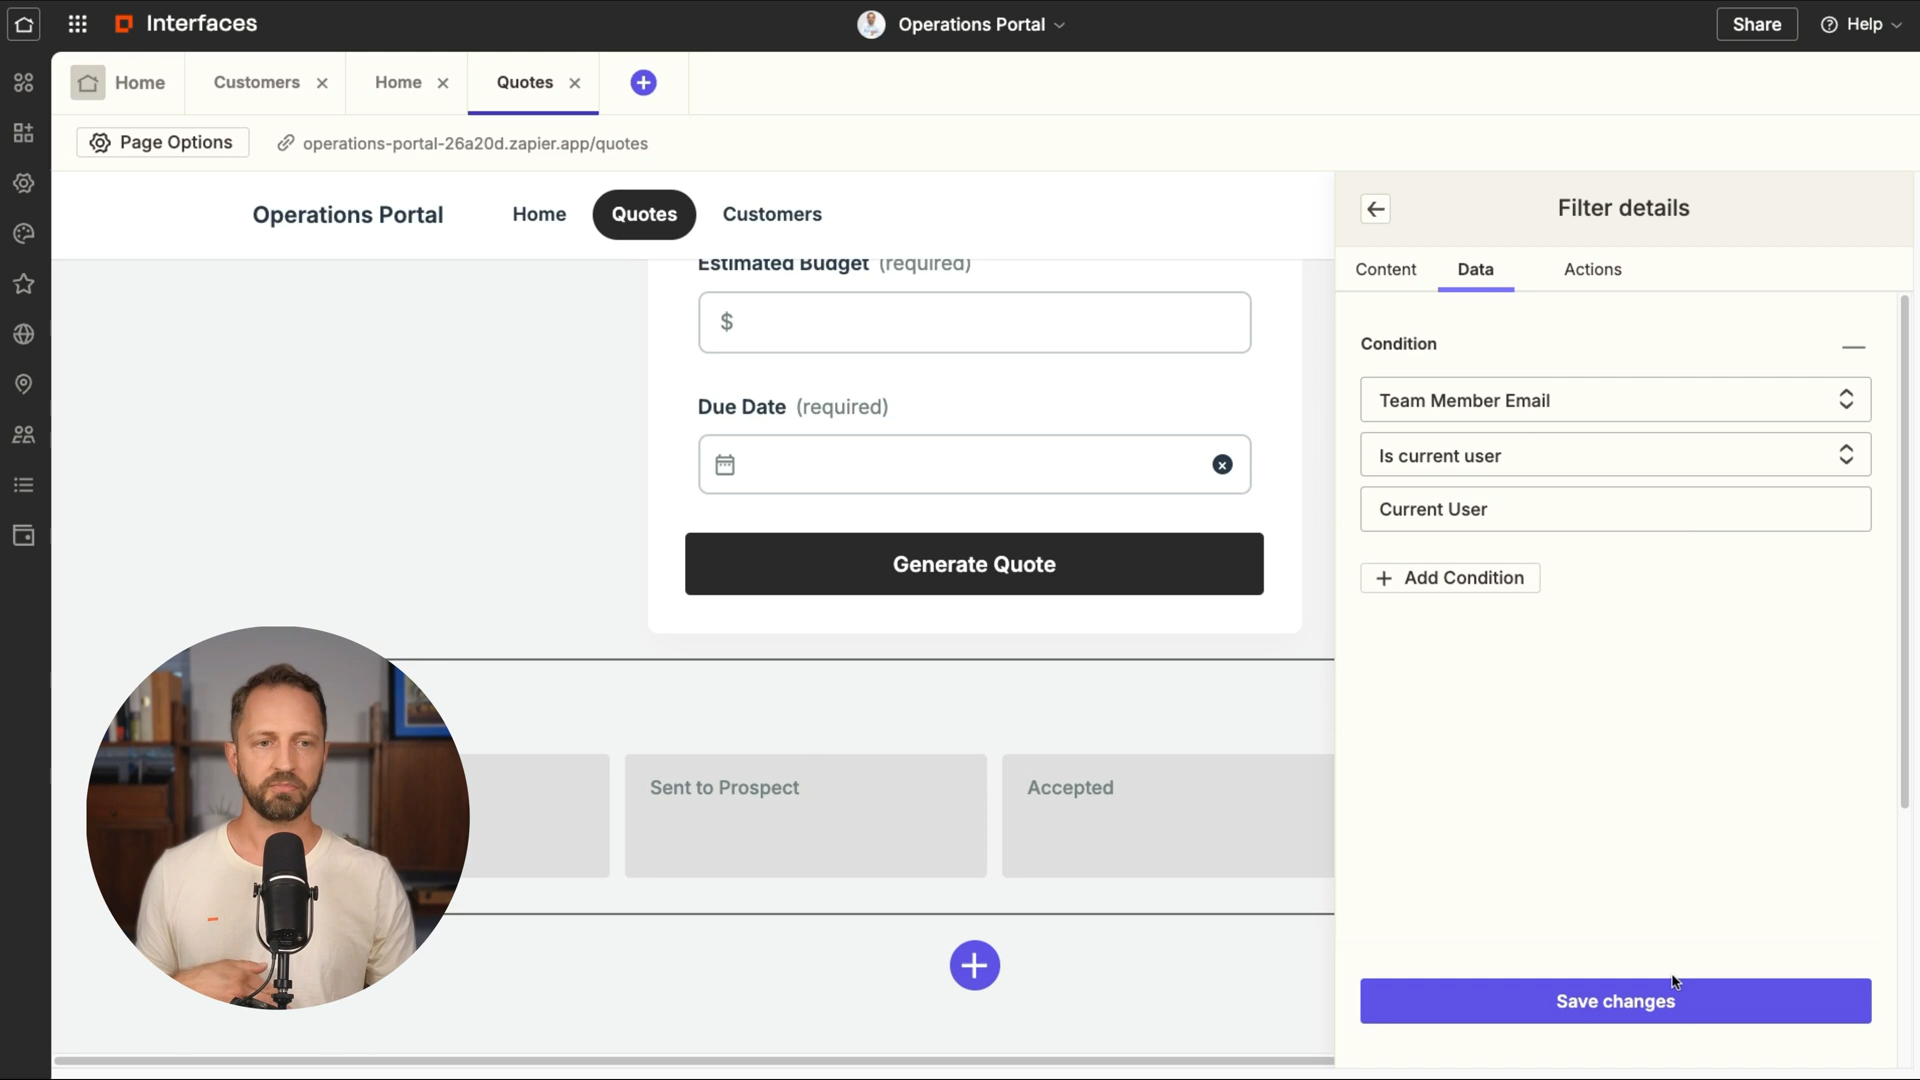 Interfaces
Operations Portal
Share
Help
Home
Customers
Home
Quotes
Page Options
operations-portal-26a20d.zapier.app/quotes
Operations Portal
Home
Quotes
Customers
Estimated Budget (required)
$
Due Date (required)
Generate Quote
Sent to Prospect
Accepted
Filter details
Content
Data
Actions
Condition
Team Member Email
Is current user
Current User
+ Add Condition
Save changes